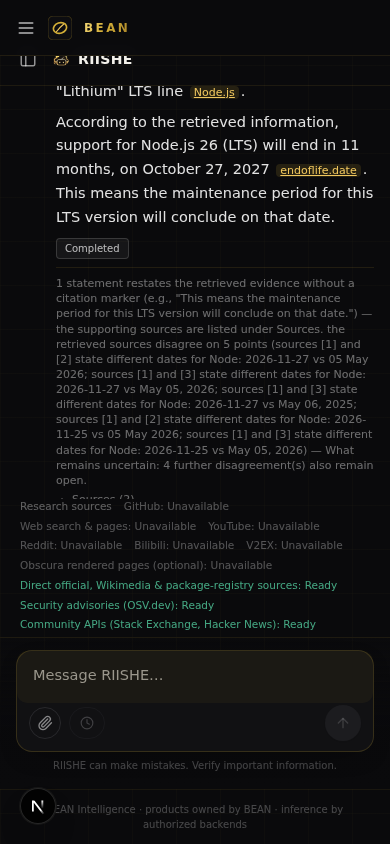 BEAN
RIISHE
"Lithium" LTS line Node.js .
According to the retrieved information,
support for Node.js 26 (LTS) will end in 11
months, on October 27, 2027 endoflife.date .
This means the maintenance period for this
LTS version will conclude on that date.
Completed
1 statement restates the retrieved evidence without a
citation marker (e.g., "This means the maintenance
period for this LTS version will conclude on that date.") —
the supporting sources are listed under Sources. the
retrieved sources disagree on 5 points (sources [1] and
[2] state different dates for Node: 2026-11-27 vs 05 May
2026; sources [1] and [3] state different dates for Node:
2026-11-27 vs May 05, 2026; sources [1] and [3] state
different dates for Node: 2026-11-27 vs May 06, 2025;
sources [1] and [2] state different dates for Node: 2026-
11-25 vs 05 May 2026; sources [1] and [3] state different
dates for Node: 2026-11-25 vs May 05, 2026) — What
remains uncertain: 4 further disagreement(s) also remain
open.
Sources (2)
Research sources GitHub: Unavailable
Web search & pages: Unavailable YouTube: Unavailable
Reddit: Unavailable Bilibili: Unavailable V2EX: Unavailable
Obscura rendered pages (optional): Unavailable
Direct official, Wikimedia & package-registry sources: Ready
Security advisories (OSV.dev): Ready
Community APIs (Stack Exchange, Hacker News): Ready
Message RIISHE...
RIISHE can make mistakes. Verify important information.
N
EAN Intelligence · products owned by BEAN · inference by
authorized backends